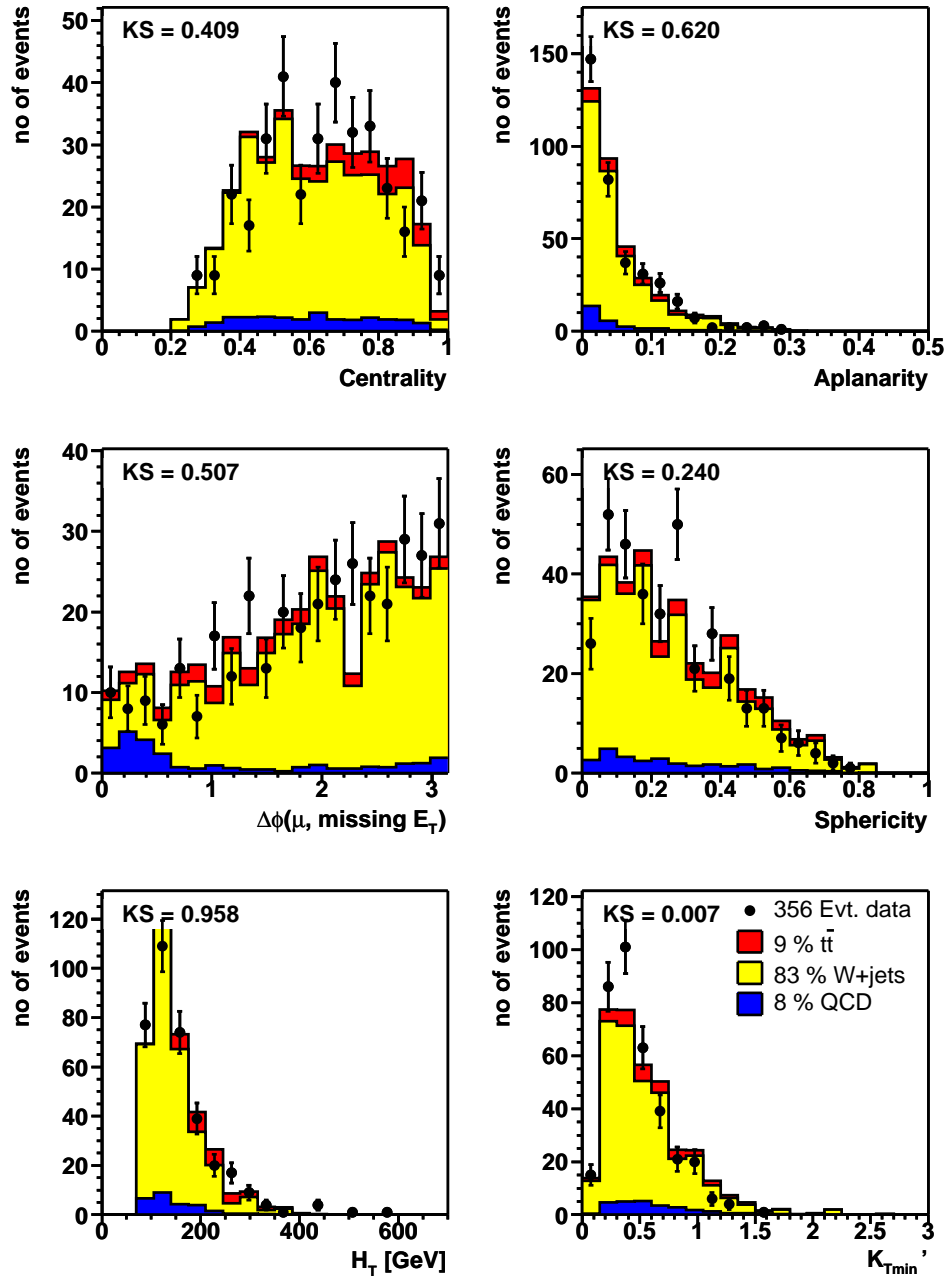 KS = 0.409
no of events
50
40
30
20
10
0
0 0.2 0.4 0.6 0.8 1
Centrality
KS = 0.620
no of events
150
100
50
0
0 0.1 0.2 0.3 0.4 0.5
Aplanarity
KS = 0.507
no of events
40
30
20
10
0
0 1 2 3
Δϕ(μ, missing E_T)
KS = 0.240
no of events
60
40
20
0
0 0.2 0.4 0.6 0.8 1
Sphericity
KS = 0.958
no of events
120
100
80
60
40
20
0
0 200 400 600
H_T [GeV]
KS = 0.007
no of events
120
100
80
60
40
20
0
0 0.5 1 1.5 2 2.5 3
K_Tmin'
356 Evt. data
9 % tt̄
83 % W+jets
8 % QCD